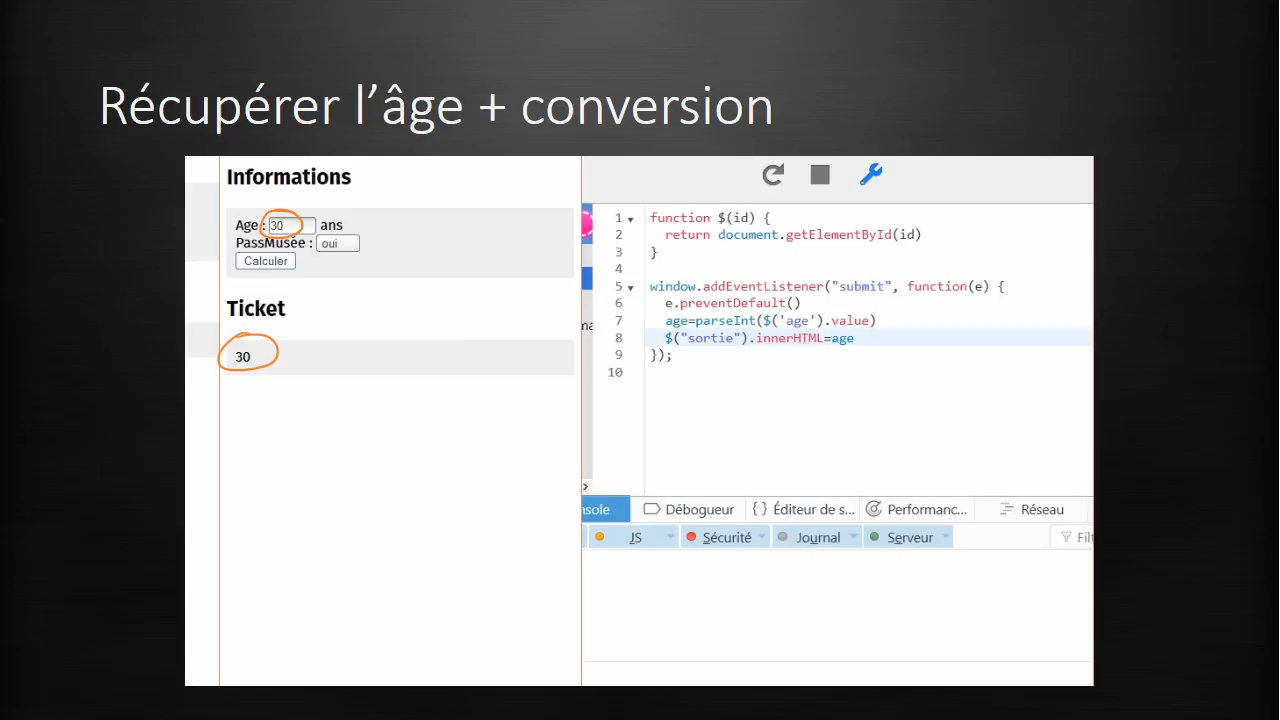 Récupérer l’âge + conversion
Informations
Age : 30 ans
PassMusée : oui
Calculer
Ticket
30
1 function $(id) {
2 return document.getElementById(id)
3 }
4
5 window.addEventListener("submit", function(e) {
6 e.preventDefault()
7 age=parseInt($('age').value)
8 $("sortie").innerHTML=age
9 });
10
nsole Débogueur { } Éditeur de s... Performanc... Réseau
JS Sécurité Journal Serveur Filt